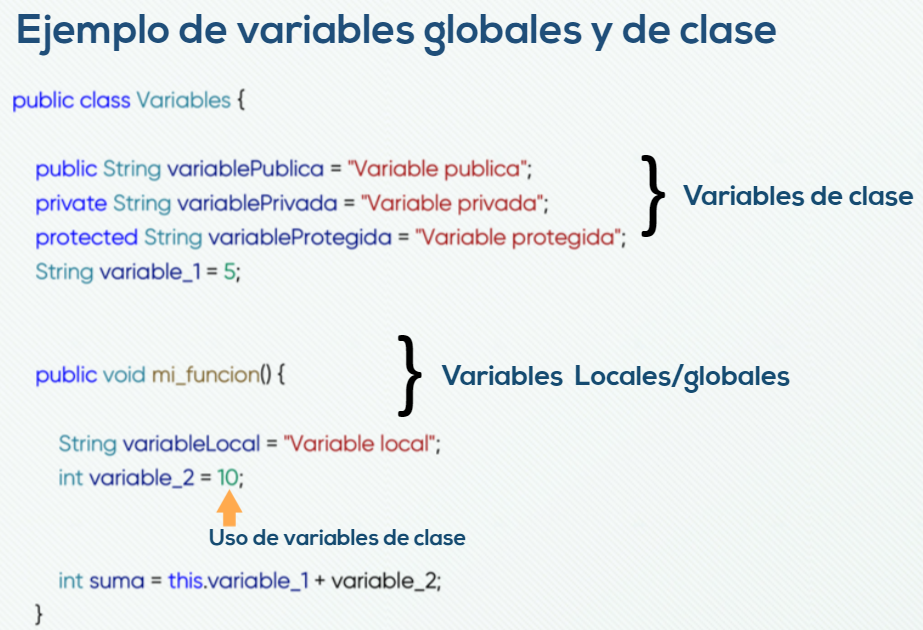 Ejemplo de variables globales y de clase
public class Variables {
public String variablePublica = "Variable publica";
private String variablePrivada = "Variable privada";
protected String variableProtegida = "Variable protegida";
String variable_1 = 5;
} Variables de clase
public void mi_funcion() {
} Variables Locales/globales
String variableLocal = "Variable local";
int variable_2 = 10;
Uso de variables de clase
int suma = this.variable_1 + variable_2;
}